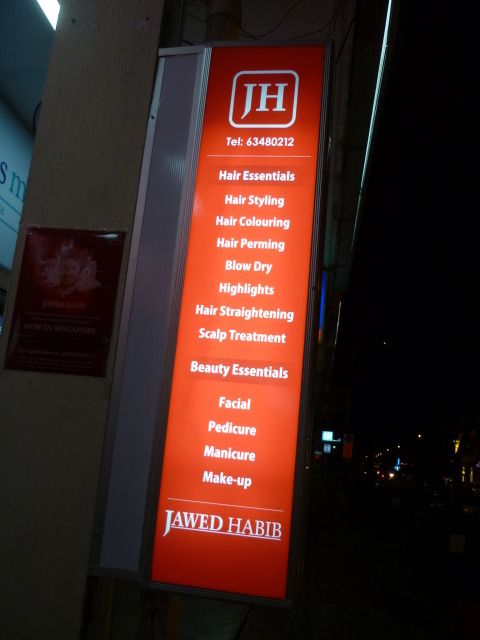 JH
Tel: 63480212
Hair Essentials
Hair Styling
Hair Colouring
Hair Perming
Blow Dry
Highlights
Hair Straightening
Scalp Treatment
Beauty Essentials
Facial
Pedicure
Manicure
Make-up
JAWED HABIB
JAWED HABIB
NOW IN SINGAPORE
s m